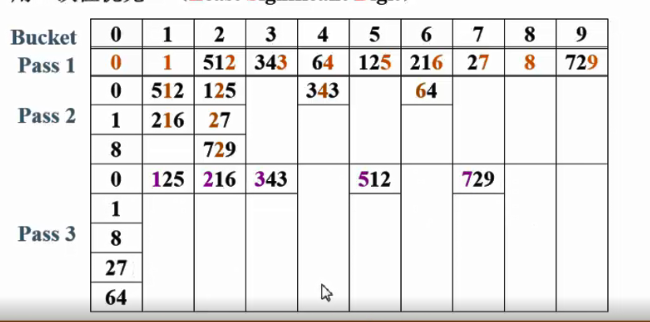 Bucket 0 1 2 3 4 5 6 7 8 9
Pass 1 0 1 512 343 64 125 216 27 8 729
0 512 125 343 64
Pass 2 1 216 27
8 729
0 125 216 343 512 729
1
Pass 3 8
27
64